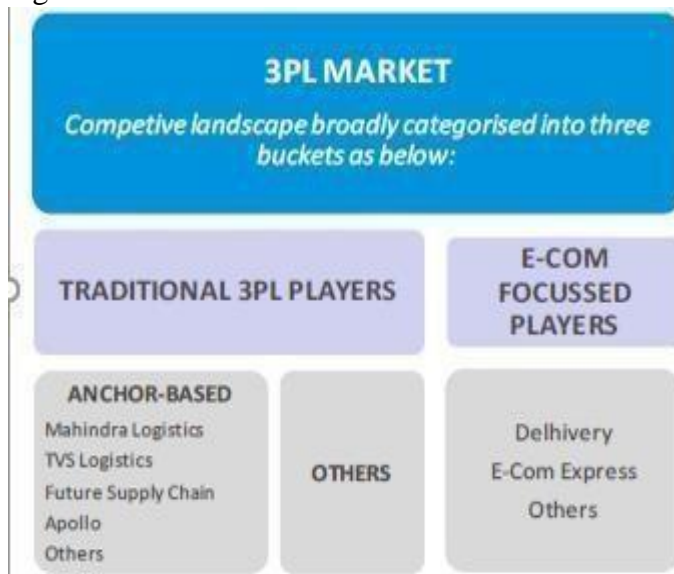 3PL MARKET
Competive landscape broadly categorised into three
buckets as below:
TRADITIONAL 3PL PLAYERS
E-COM
FOCUSSED
PLAYERS
ANCHOR-BASED
Mahindra Logistics
TVS Logistics
Future Supply Chain
Apollo
Others
OTHERS
Delhivery
E-Com Express
Others